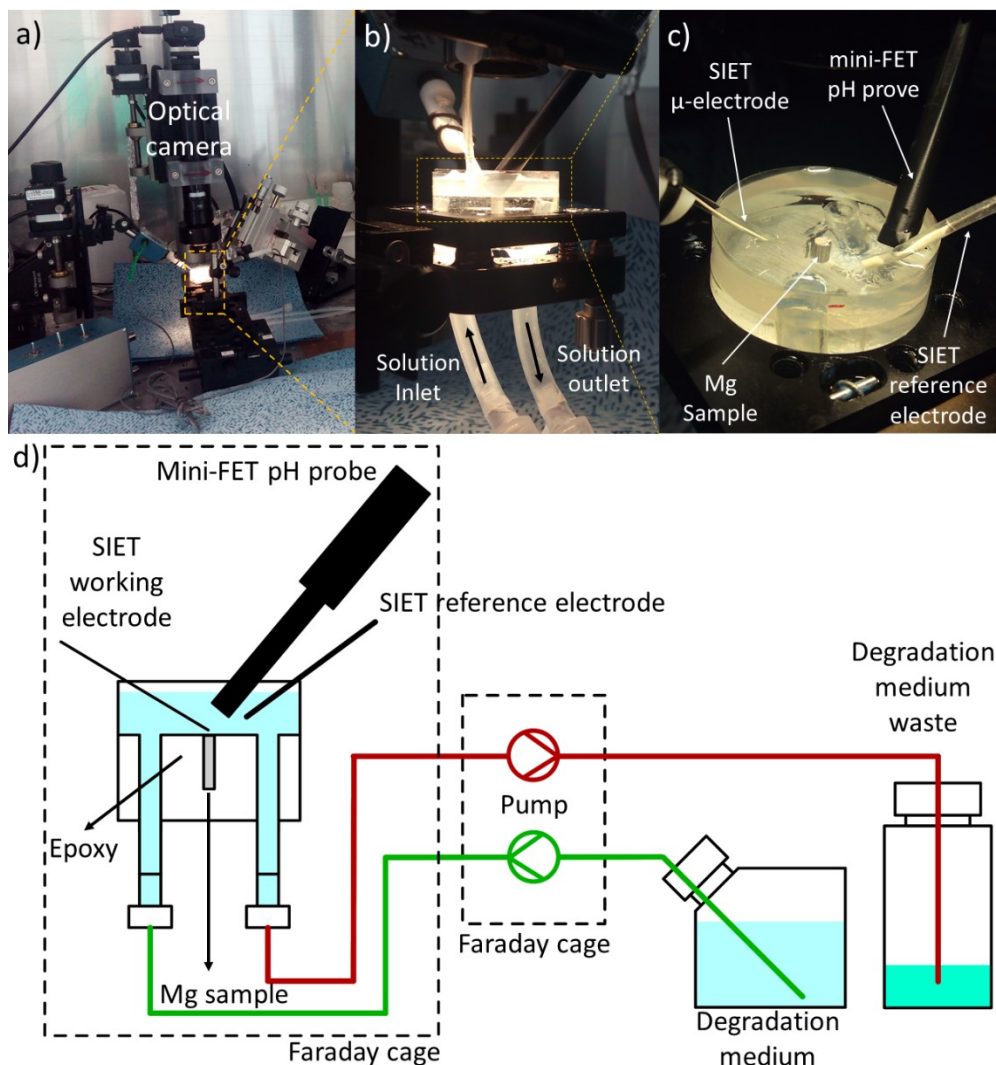 a)
Optical
camera
b)
Solution
Inlet
Solution
outlet
c)
SIET
μ-electrode
mini-FET
pH prove
Mg
Sample
SIET
reference
electrode
d)
Mini-FET pH probe
SIET
working
electrode
SIET reference electrode
Epoxy
Mg sample
Faraday cage
Pump
Faraday cage
Degradation
medium
waste
Degradation
medium